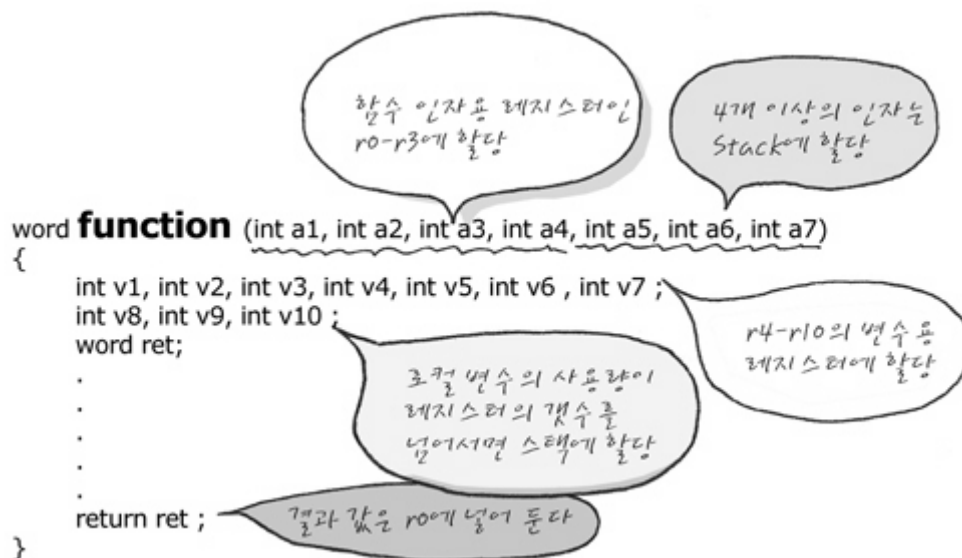 함수 인자용 레지스터인
r0-r3에 할당
4개 이상의 인자는
Stack에 할당
word function (int a1, int a2, int a3, int a4, int a5, int a6, int a7)
{
int v1, int v2, int v3, int v4, int v5, int v6 , int v7 ;
int v8, int v9, int v10 ;
word ret;
r4-r10의 변수용
레지스터에 할당
로컬 변수의 사용량이
레지스터의 갯수를
넘어서면 스택에 할당
.
.
.
.
.
return ret ;
결과 값은 r0에 넣어 둔다
}